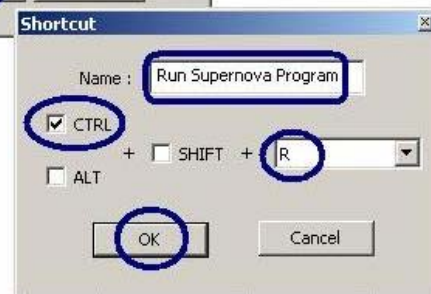 Shortcut
Name : Run Supernova Program
CTRL
+ SHIFT + R
ALT
OK Cancel